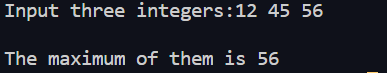 Input three integers:12 45 56
The maximum of them is 56